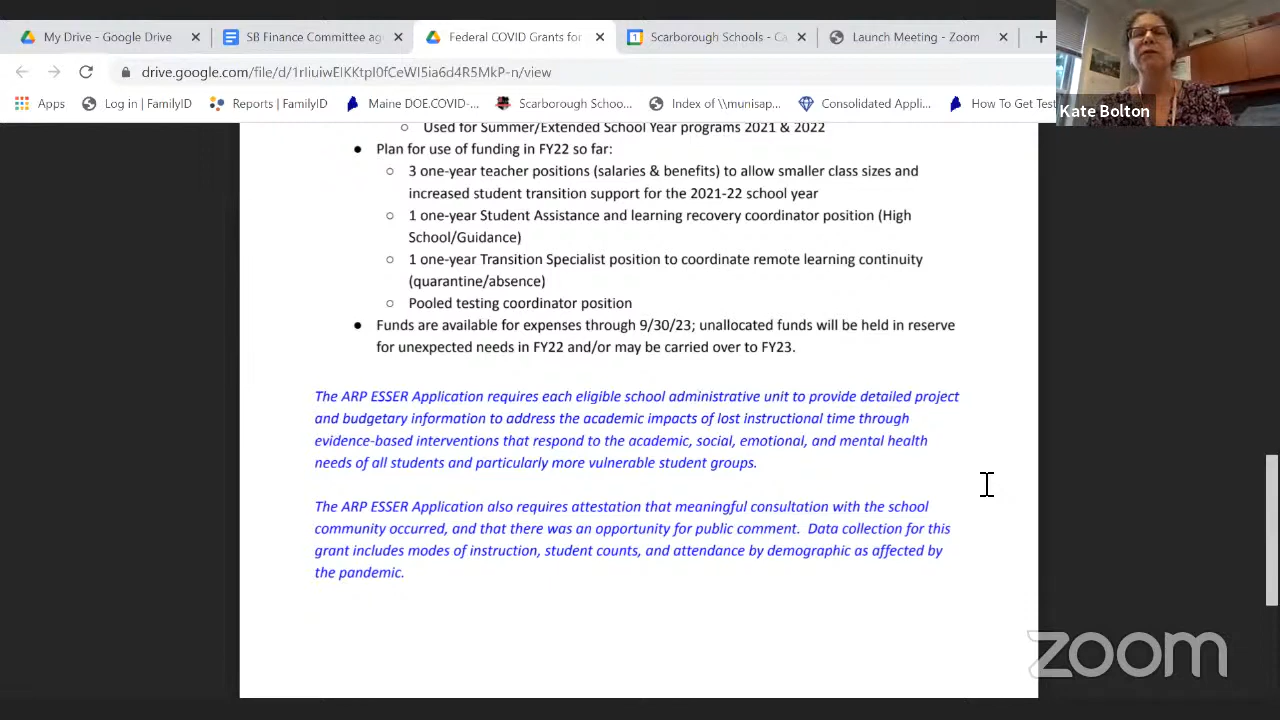 My Drive - Google Drive
SB Finance Committee ag
Federal COVID Grants for
Scarborough Schools - Ca
Launch Meeting - Zoom
Apps
Log in | FamilyID
Reports | FamilyID
Maine DOE.COVID-...
Scarborough Schoo...
Index of \\munisap...
Consolidated Appli...
How To Get Test
Kate Bolton
Used for Summer/Extended School Year programs 2021 & 2022
● Plan for use of funding in FY22 so far:
○ 3 one-year teacher positions (salaries & benefits) to allow smaller class sizes and
increased student transition support for the 2021-22 school year
○ 1 one-year Student Assistance and learning recovery coordinator position (High
School/Guidance)
○ 1 one-year Transition Specialist position to coordinate remote learning continuity
(quarantine/absence)
○ Pooled testing coordinator position
● Funds are available for expenses through 9/30/23; unallocated funds will be held in reserve
for unexpected needs in FY22 and/or may be carried over to FY23.
The ARP ESSER Application requires each eligible school administrative unit to provide detailed project
and budgetary information to address the academic impacts of lost instructional time through
evidence-based interventions that respond to the academic, social, emotional, and mental health
needs of all students and particularly more vulnerable student groups.
The ARP ESSER Application also requires attestation that meaningful consultation with the school
community occurred, and that there was an opportunity for public comment. Data collection for this
grant includes modes of instruction, student counts, and attendance by demographic as affected by
the pandemic.
zoom